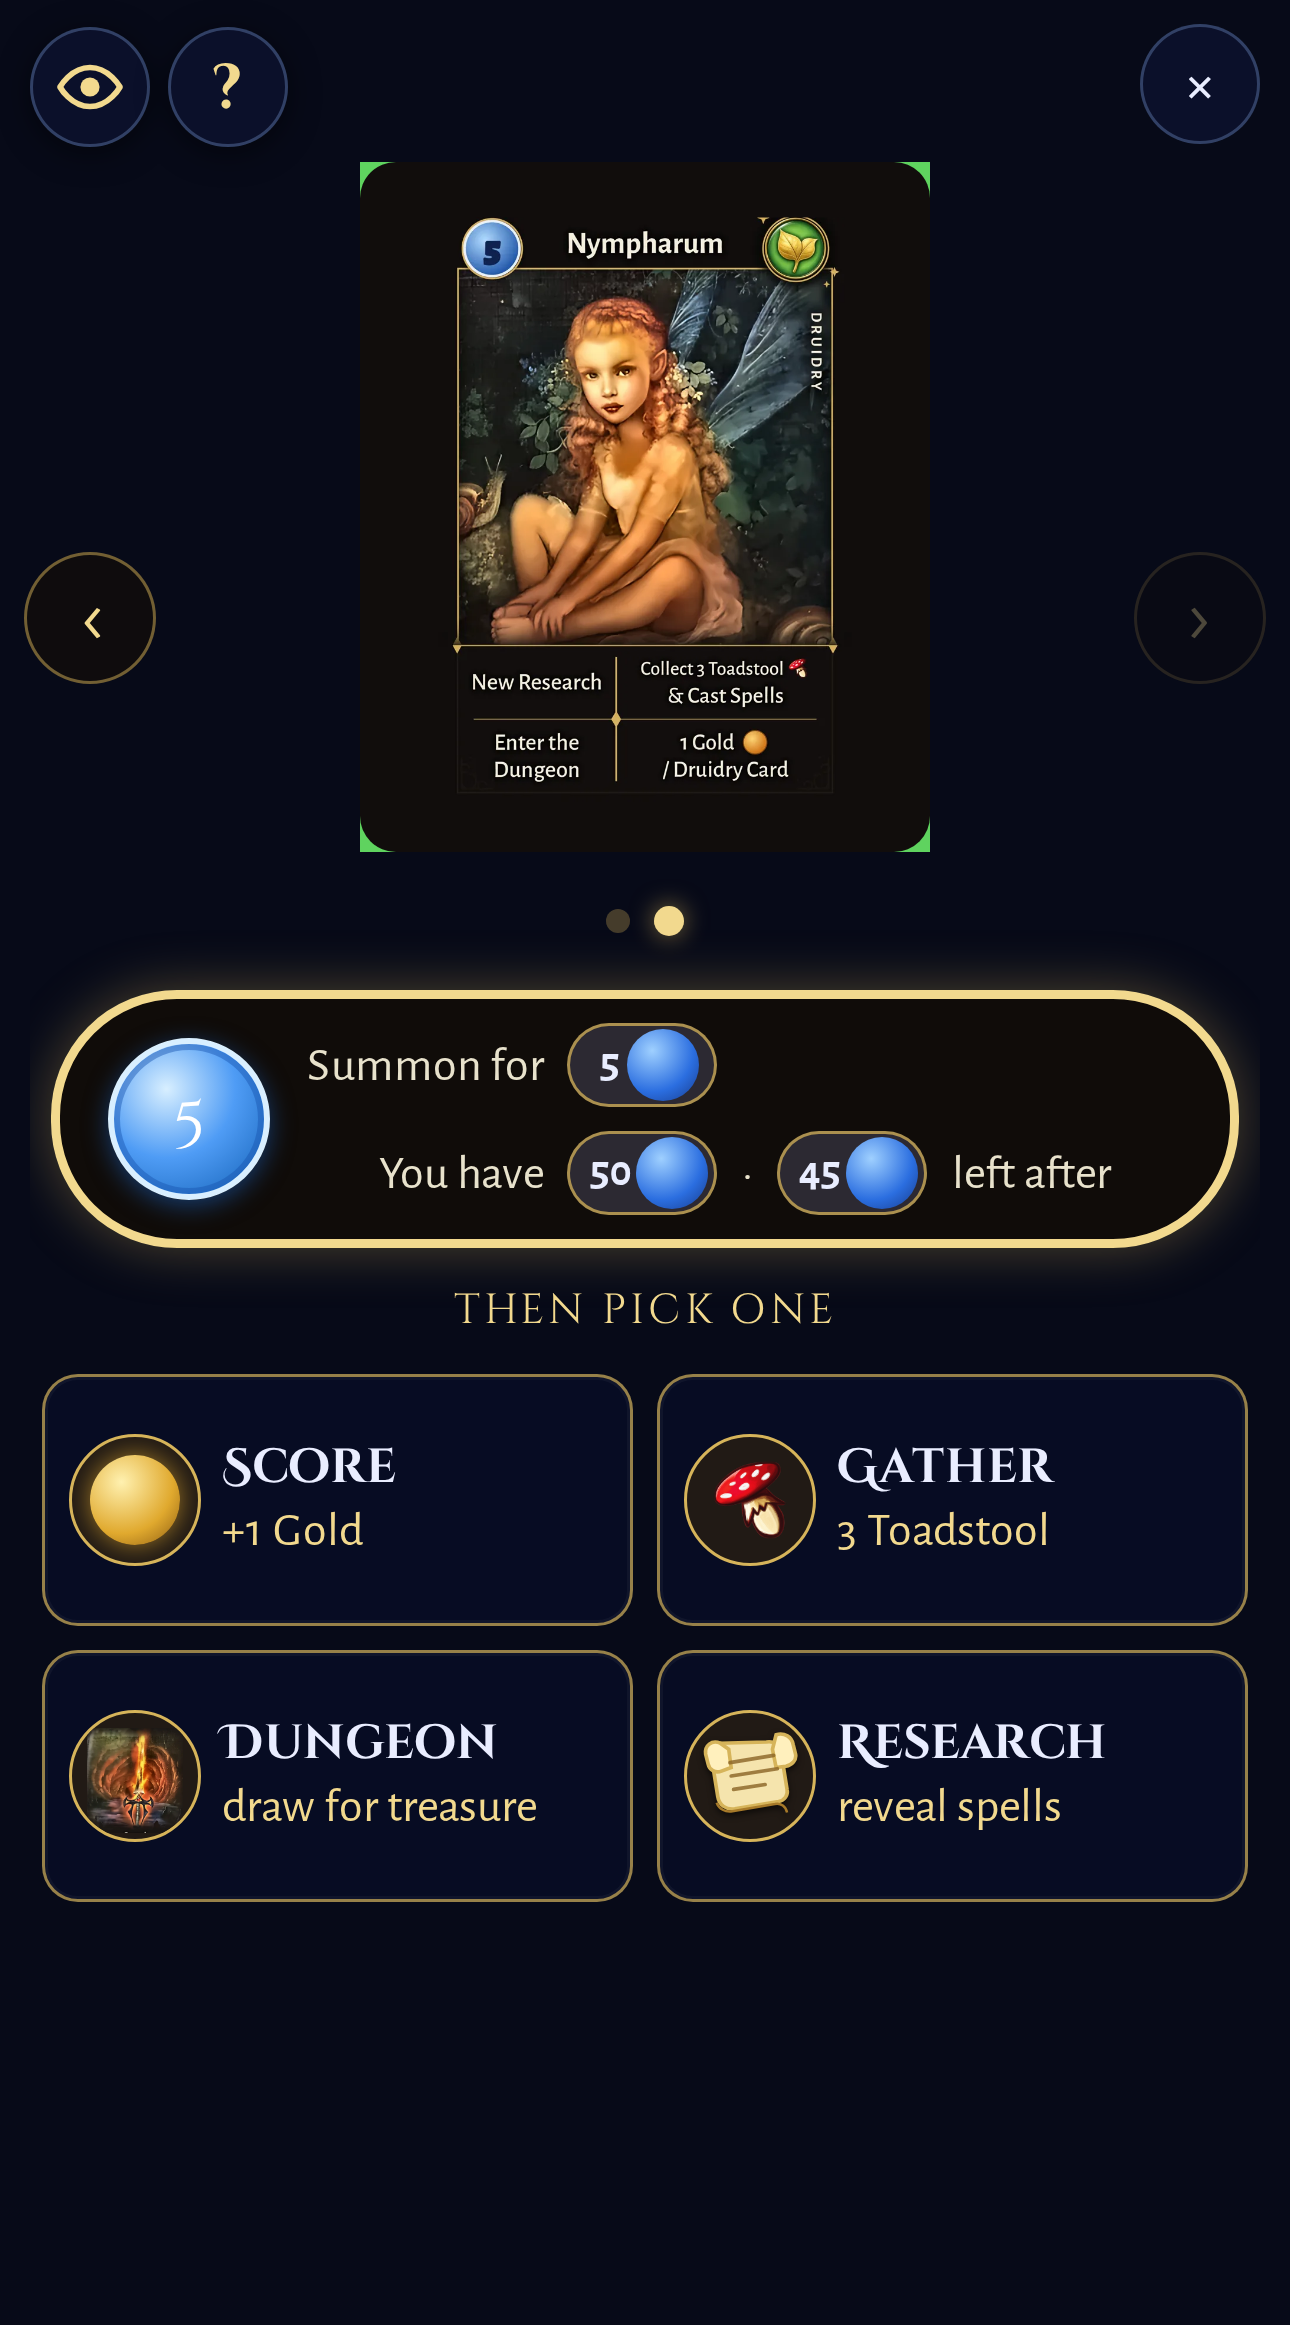 ?
×
5 Nympharum
DRUIDRY
New Research
Collect 3 Toadstool
& Cast Spells
Enter the
Dungeon
1 Gold
/ Druidry Card
5
Summon for 5
You have 50 · 45 left after
THEN PICK ONE
SCORE
+1 Gold
GATHER
3 Toadstool
DUNGEON
draw for treasure
RESEARCH
reveal spells